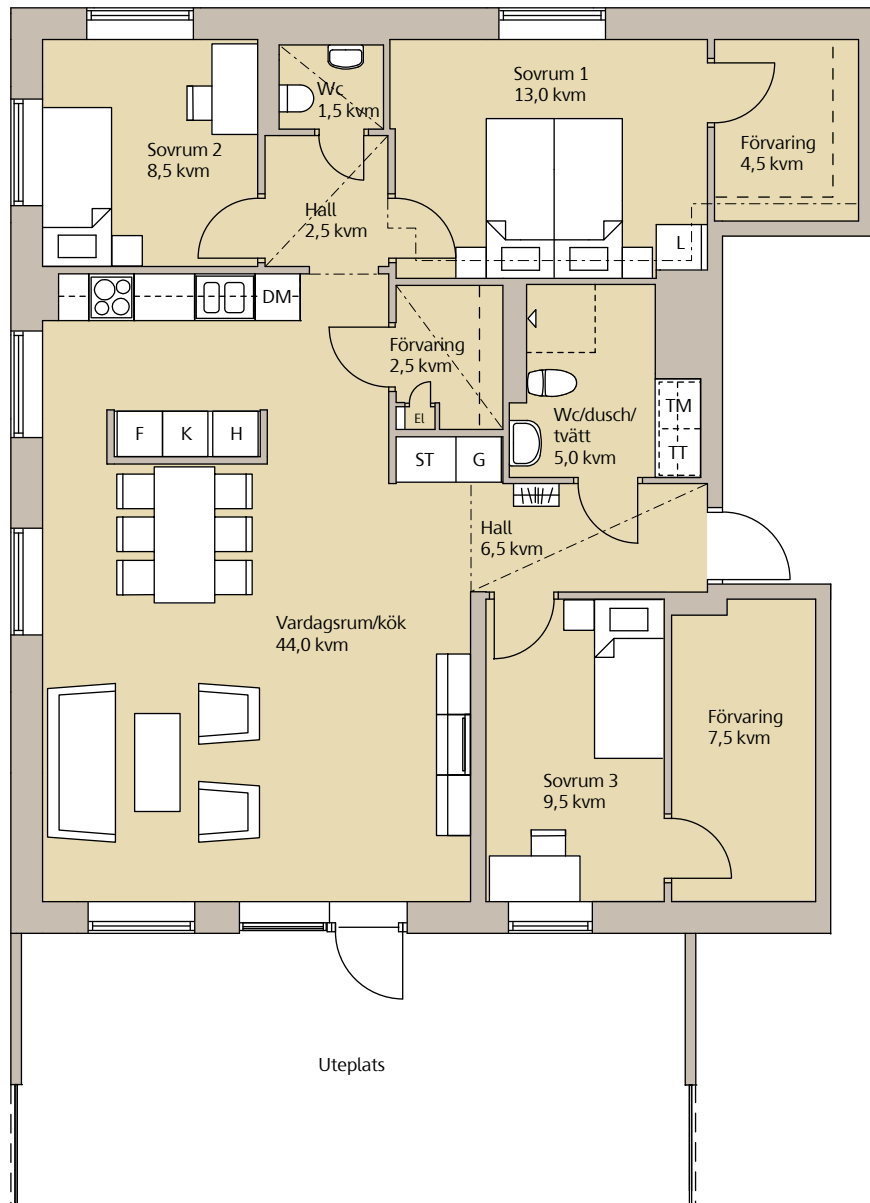 Wc
1,5 kvm
Sovrum 1
13,0 kvm
Sovrum 2
8,5 kvm
Förvaring
4,5 kvm
Hall
2,5 kvm
L
DM
Förvaring
2,5 kvm
El
TM
TT
Wc/dusch/
tvätt
5,0 kvm
F
K
H
ST
G
Hall
6,5 kvm
Vardagsrum/kök
44,0 kvm
Förvaring
7,5 kvm
Sovrum 3
9,5 kvm
Uteplats